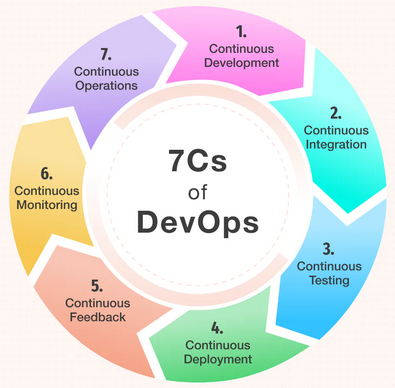 1.
Continuous
Development
2.
Continuous
Integration
3.
Continuous
Testing
4.
Continuous
Deployment
5.
Continuous
Feedback
6.
Continuous
Monitoring
7.
Continuous
Operations
7Cs
of
DevOps